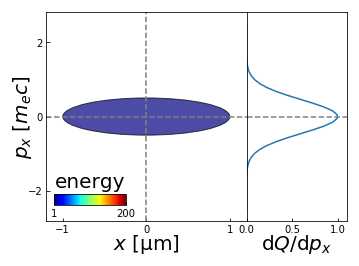 2
0
−2
p_x [m_e c]
energy
1 200
−1 0 1 0.0 0.5 1.0
x [µm] dQ/dp_x